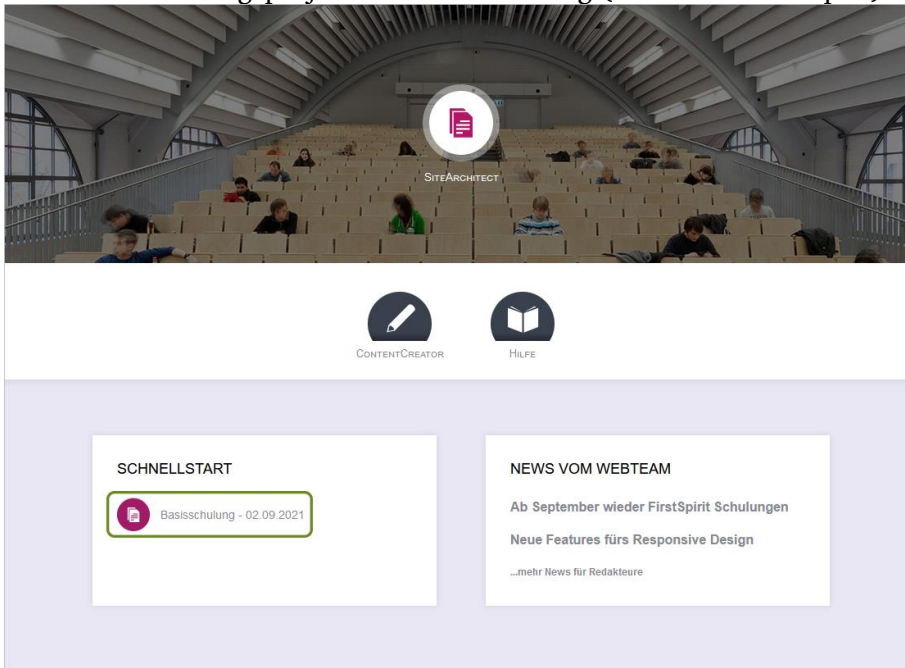 SITEARCHITECT
CONTENTCREATOR
HILFE
SCHNELLSTART
Basisschulung - 02.09.2021
NEWS VOM WEBTEAM
Ab September wieder FirstSpirit Schulungen
Neue Features fürs Responsive Design
...mehr News für Redakteure